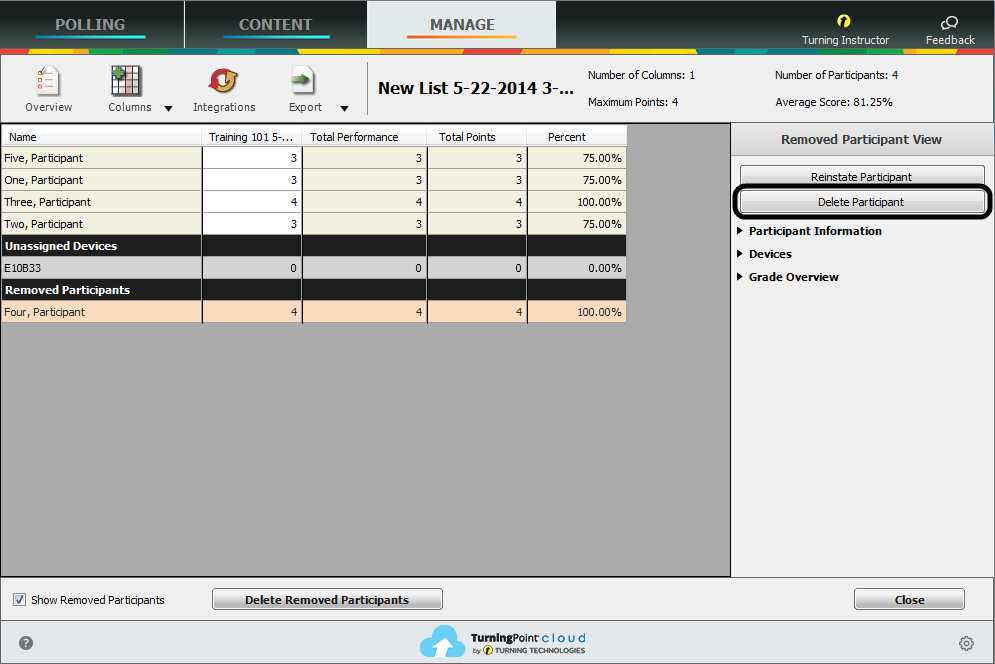 POLLING CONTENT MANAGE Turning Instructor Feedback
Overview Columns Integrations Export New List 5-22-2014 3-... Number of Columns: 1 Number of Participants: 4
Maximum Points: 4 Average Score: 81.25%
Name Training 101 5-... Total Performance Total Points Percent
Five, Participant 3 3 3 75.00%
One, Participant 3 3 3 75.00%
Three, Participant 4 4 4 100.00%
Two, Participant 3 3 3 75.00%
Unassigned Devices
E10B33 0 0 0 0.00%
Removed Participants
Four, Participant 4 4 4 100.00%
Removed Participant View
Reinstate Participant
Delete Participant
Participant Information
Devices
Grade Overview
Show Removed Participants Delete Removed Participants Close
?
TurningPoint cloud
by TURNING TECHNOLOGIES